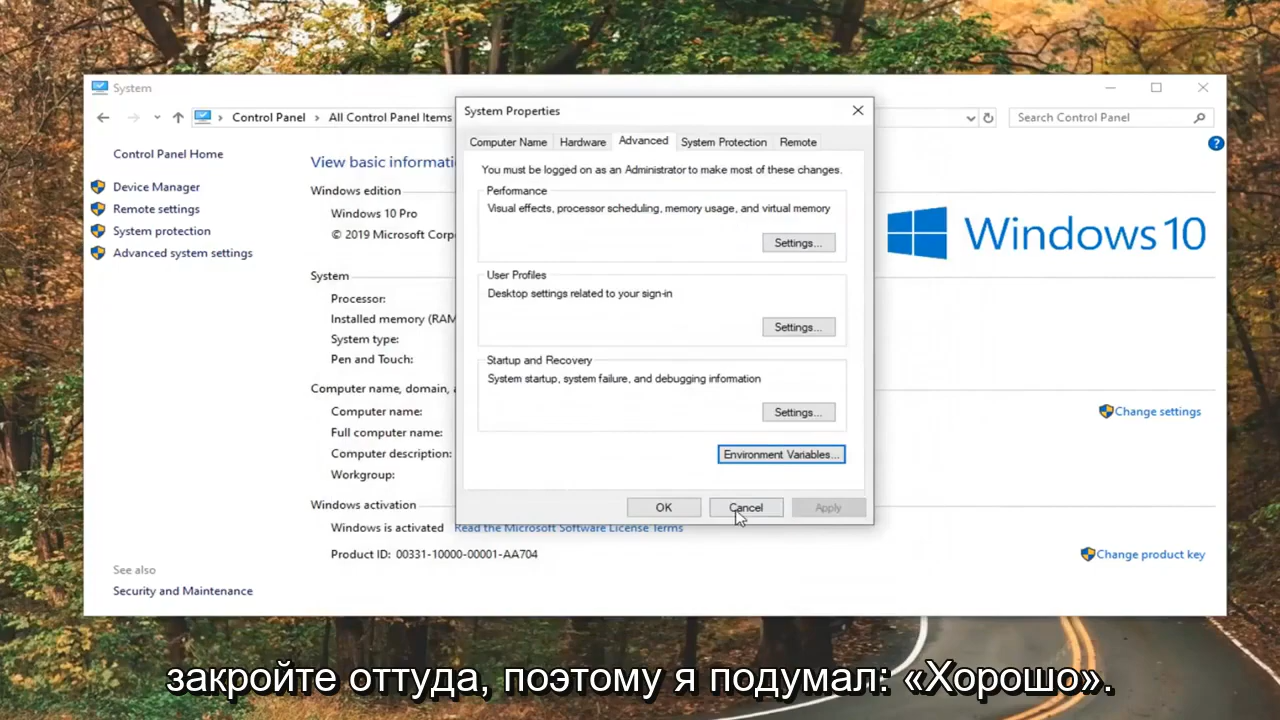 System
Control Panel > All Control Panel Items
Search Control Panel
Control Panel Home
Device Manager
Remote settings
System protection
Advanced system settings
See also
Security and Maintenance
View basic informati
Windows edition
Windows 10 Pro
© 2019 Microsoft Corp
System
Processor:
Installed memory (RAM
System type:
Pen and Touch:
Computer name, domain,
Computer name:
Full computer name:
Computer description:
Workgroup:
Windows activation
Windows is activated Read the Microsoft Software License Terms
Product ID: 00331-10000-00001-AA704
Windows 10
Change settings
Change product key
System Properties
Computer Name Hardware Advanced System Protection Remote
You must be logged on as an Administrator to make most of these changes.
Performance
Visual effects, processor scheduling, memory usage, and virtual memory
Settings...
User Profiles
Desktop settings related to your sign-in
Settings...
Startup and Recovery
System startup, system failure, and debugging information
Settings...
Environment Variables...
OK Cancel Apply
закройте оттуда, поэтому я подумал: «Хорошо».